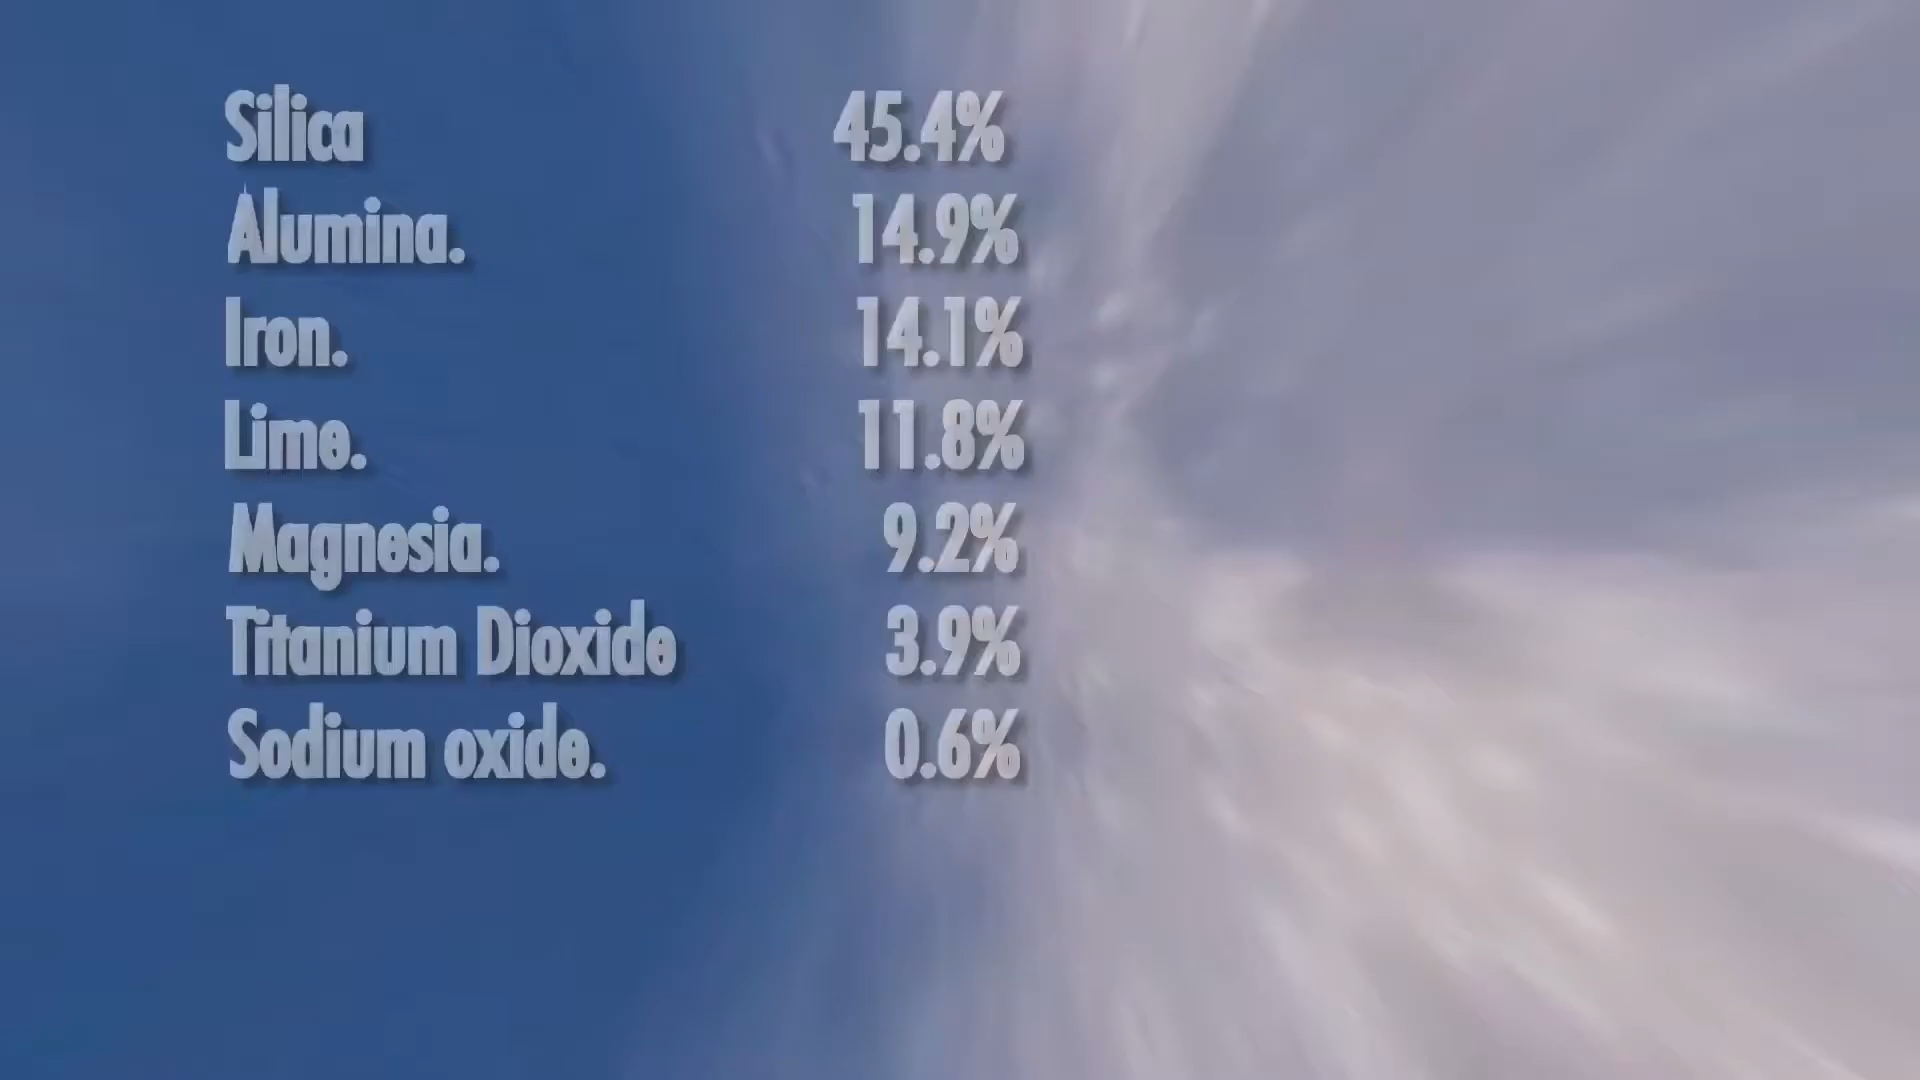 Silica 45.4%
Alumina. 14.9%
Iron. 14.1%
Lime. 11.8%
Magnesia. 9.2%
Titanium Dioxide 3.9%
Sodium oxide. 0.6%